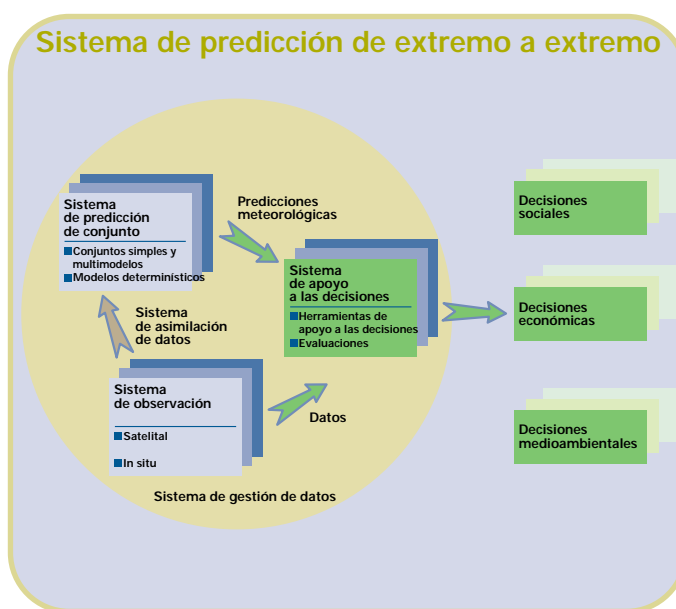 Sistema de predicción de extremo a extremo
Sistema
de predicción
de conjunto
Conjuntos simples y
multimodelos
Modelos determinísticos
Predicciones
meteorológicas
Sistema
de apoyo
a las decisiones
Herramientas de
apoyo a las decisiones
Evaluaciones
Sistema
de asimilación
de datos
Sistema
de observación
Satelital
In situ
Datos
Sistema de gestión de datos
Decisiones
sociales
Decisiones
económicas
Decisiones
medioambientales